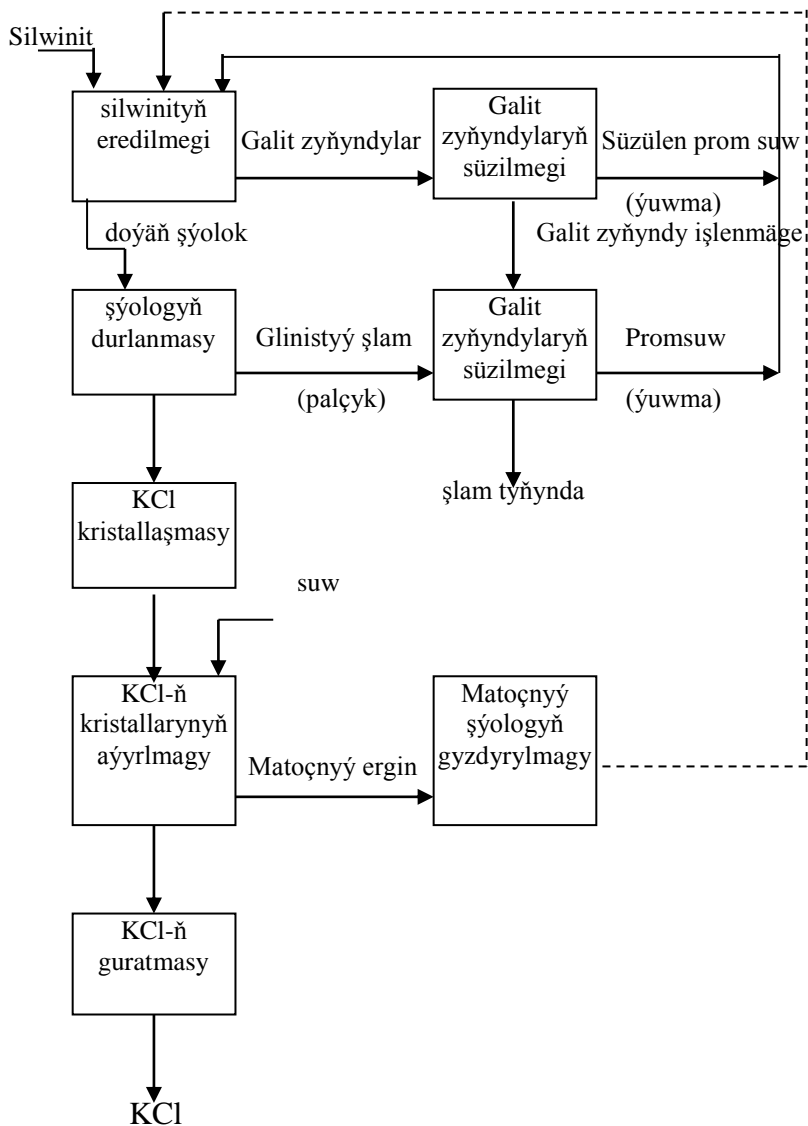 Silwinit
silwinityň
eredilmegi
Galit zyňyndylar
Galit
zyňyndylaryň
süzilmegi
Süzülen prom suw
(ýuwma)
doýäň şýolok
Galit zyňyndy işlenmäge
şýologyň
durlanmasy
Glinistyý şlam
(palçyk)
Galit
zyňyndylaryň
süzilmegi
Promsuw
(ýuwma)
şlam tyňynda
KCl
kristallaşmasy
suw
KCl-ň
kristallarynyň
aýyrlmagy
Matoçnyý ergin
Matoçnyý
şýologyň
gyzdyrylmagy
KCl-ň
guratmasy
KCl